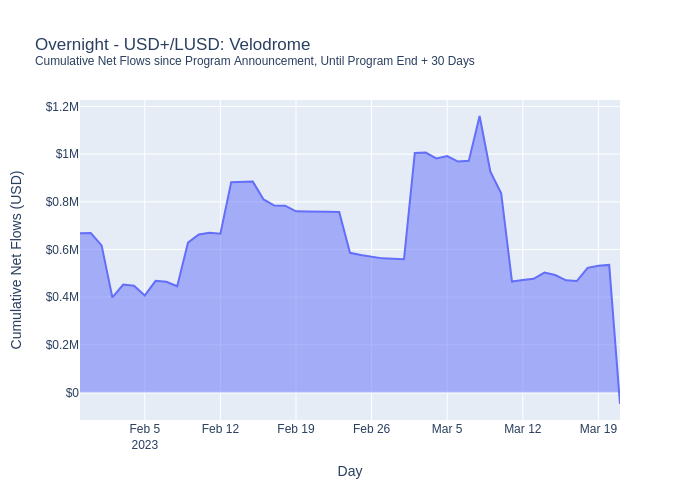 Overnight - USD+/LUSD: Velodrome
Cumulative Net Flows since Program Announcement, Until Program End + 30 Days
Cumulative Net Flows (USD)
$1.2M
$1M
$0.8M
$0.6M
$0.4M
$0.2M
$0
Feb 5
2023
Feb 12
Feb 19
Feb 26
Mar 5
Mar 12
Mar 19
Day